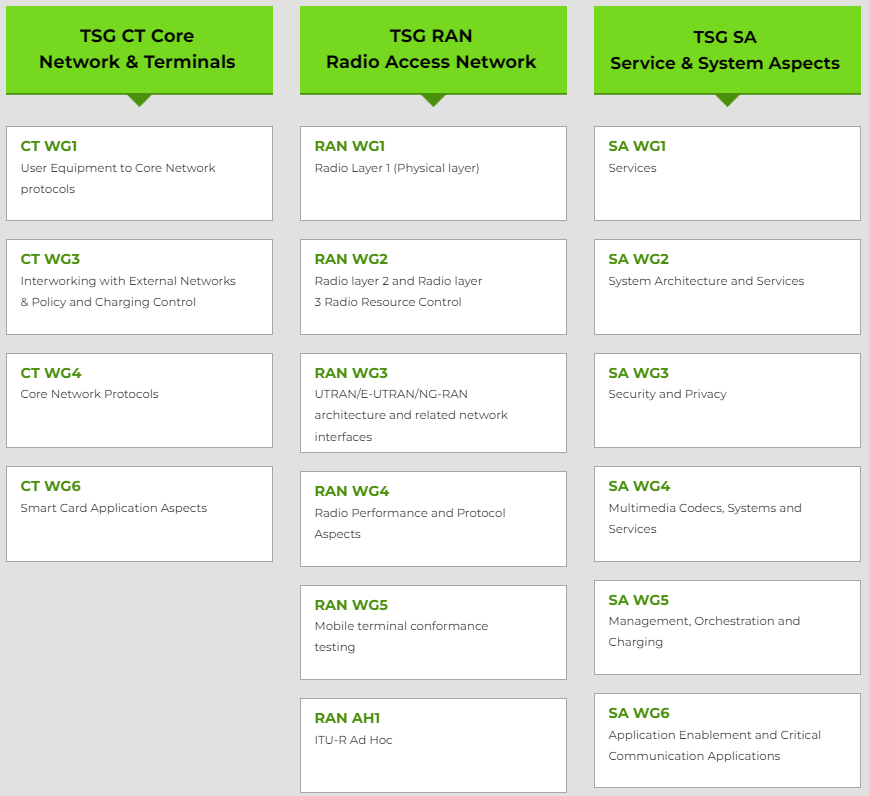 TSG CT Core
Network & Terminals
CT WG1
User Equipment to Core Network
protocols
CT WG3
Interworking with External Networks
& Policy and Charging Control
CT WG4
Core Network Protocols
CT WG6
Smart Card Application Aspects
TSG RAN
Radio Access Network
RAN WG1
Radio Layer 1 (Physical layer)
RAN WG2
Radio layer 2 and Radio layer
3 Radio Resource Control
RAN WG3
UTRAN/E-UTRAN/NG-RAN
architecture and related network
interfaces
RAN WG4
Radio Performance and Protocol
Aspects
RAN WG5
Mobile terminal conformance
testing
RAN AH1
ITU-R Ad Hoc
TSG SA
Service & System Aspects
SA WG1
Services
SA WG2
System Architecture and Services
SA WG3
Security and Privacy
SA WG4
Multimedia Codecs, Systems and
Services
SA WG5
Management, Orchestration and
Charging
SA WG6
Application Enablement and Critical
Communication Applications